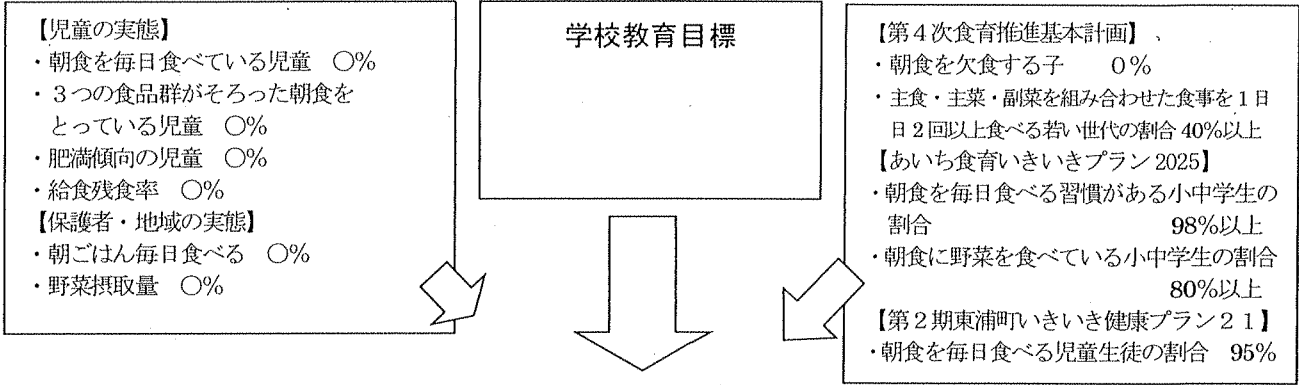 【児童の実態】
・朝食を毎日食べている児童　〇％
・３つの食品群がそろった朝食を
とっている児童　〇％
・肥満傾向の児童　〇％
・給食残食率　〇％
【保護者・地域の実態】
・朝ごはん毎日食べる　〇％
・野菜摂取量　〇％
学校教育目標
【第４次食育推進基本計画】、
・朝食を欠食する子　　０％
・主食・主菜・副菜を組み合わせた食事を１日
日２回以上食べる若い世代の割合 40％以上
【あいち食育いきいきプラン 2025】
・朝食を毎日食べる習慣がある小中学生の
割合　　98％以上
・朝食に野菜を食べている小中学生の割合
80％以上
【第２期東浦町いきいき健康プラン２１】
・朝食を毎日食べる児童生徒の割合　95％